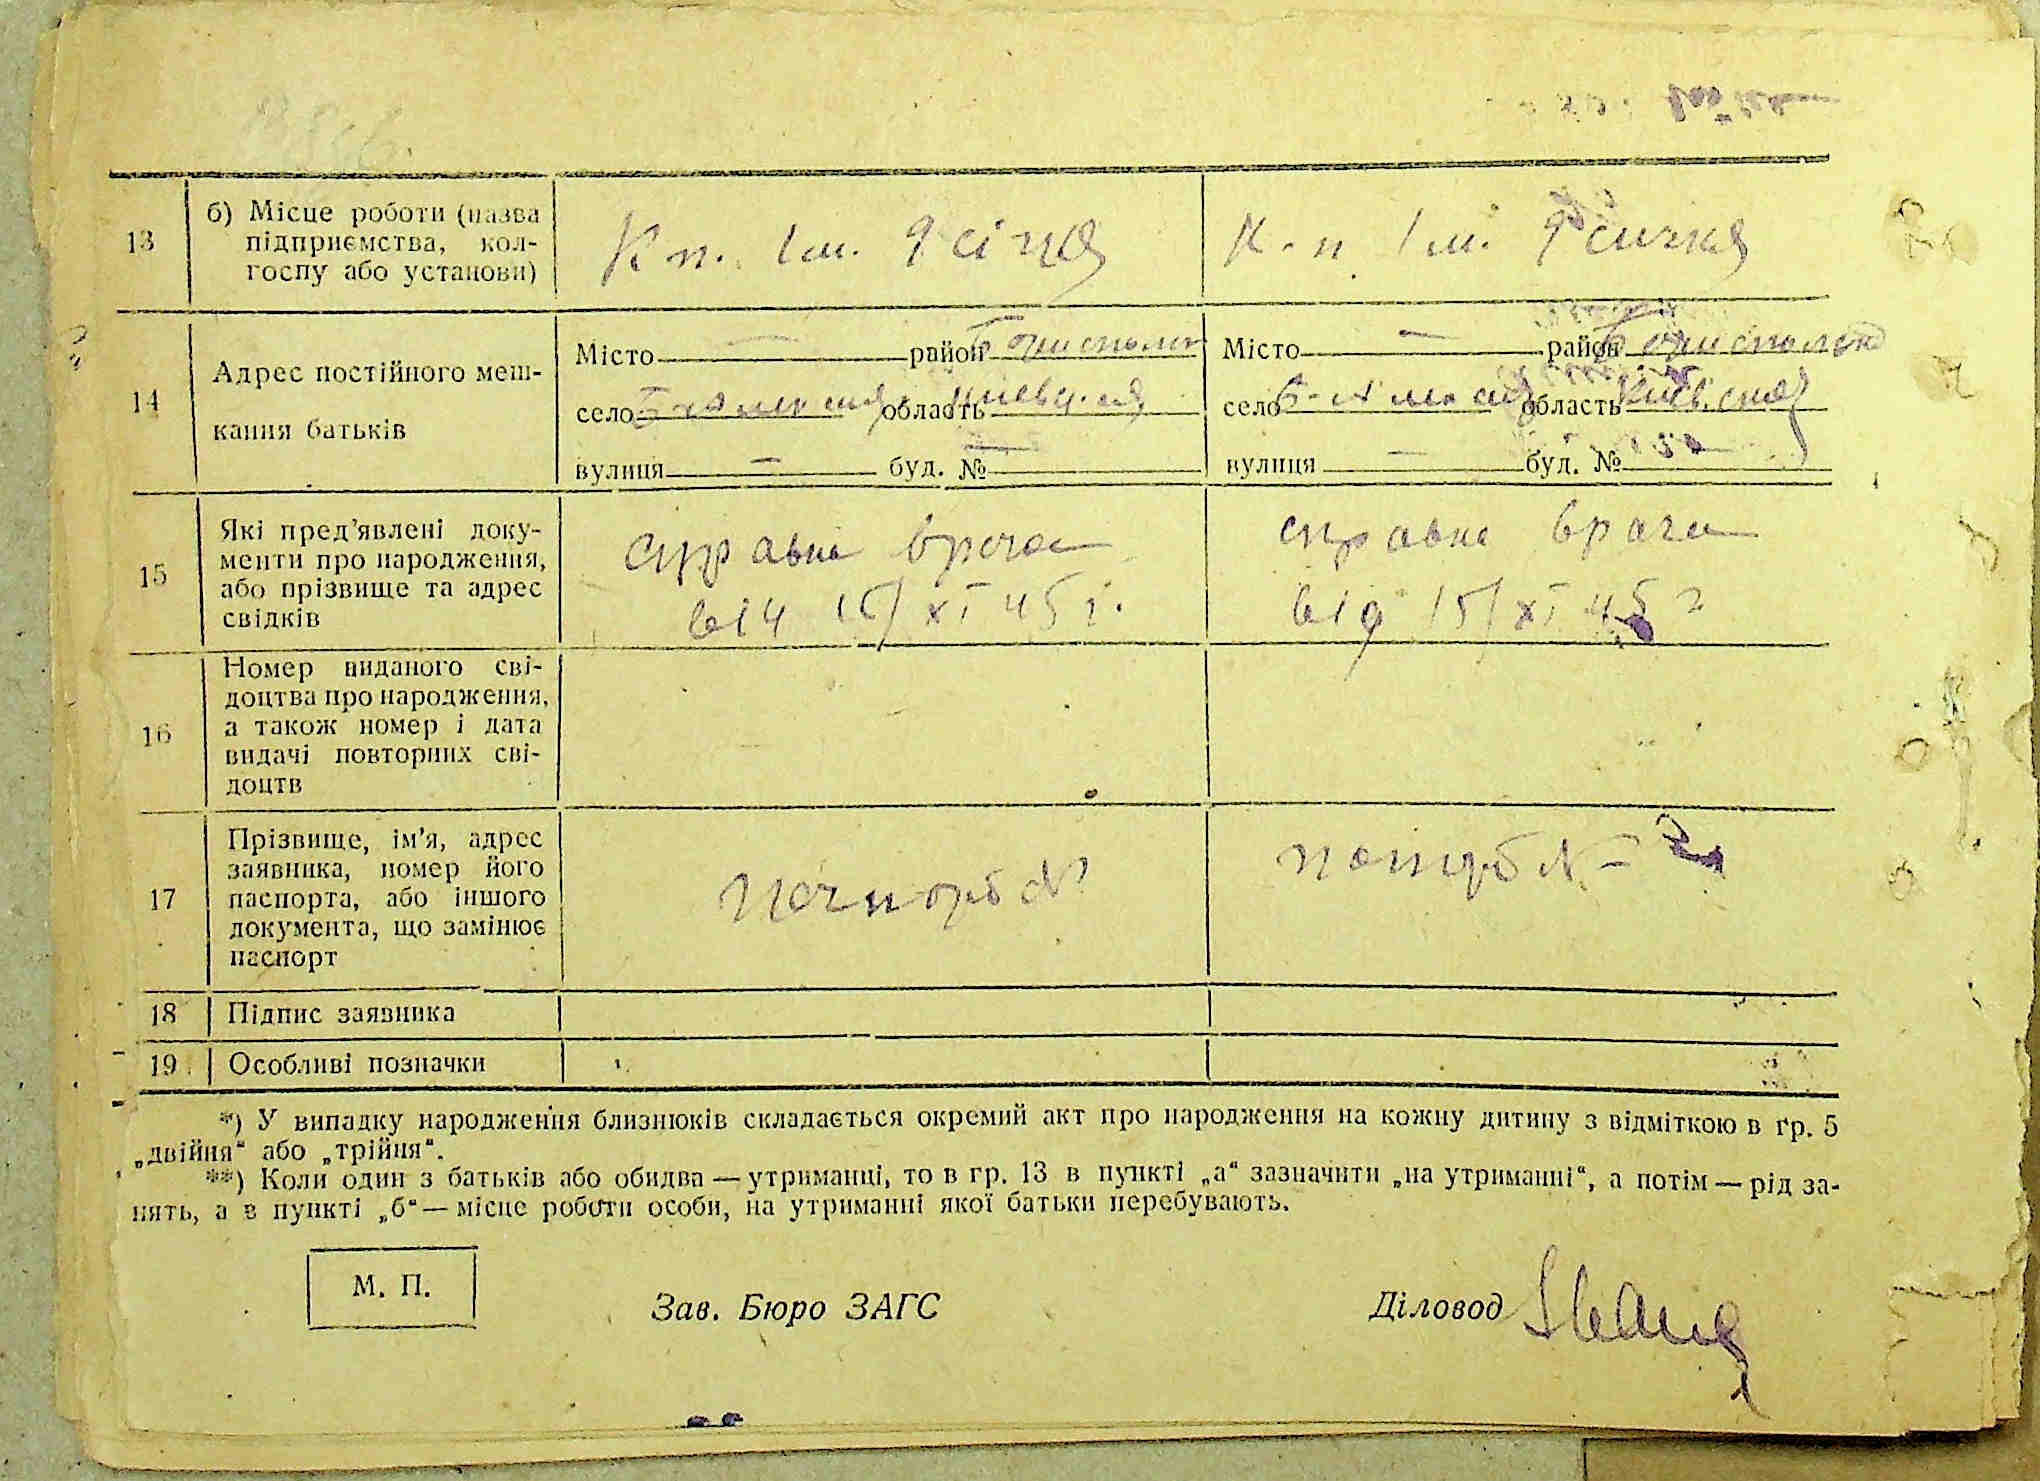 13
б) Місце роботи (назва
підприємства, кол-
госпу або установи)
К п. Ім.
К-п Ім.
14
Адрес постійного меш-
кання батьків
Місто — район
село область
вулиця — буд. № —
Місто — район
село область
вулиця — буд. №
15
Які пред'явлені доку-
менти про народження,
або прізвище та адрес
свідків
справка врача
від 15/XI 45 г.
справка врача
від 15/XI 45 г
16
Номер виданого сві-
доцтва про народження,
а також номер і дата
видачі повторних сві-
доцтв
17
Прізвище, ім'я, адрес
заявника, номер його
паспорта, або іншого
документа, що замінює
паспорт
18 Підпис заявника
19 Особливі позначки
*) У випадку народження близнюків складається окремий акт про народження на кожну дитину з відміткою в гр. 5
„двійня“ або „трійня“.
**) Коли один з батьків або обидва — утриманці, то в гр. 13 в пункті „а“ зазначити „на утриманні“, а потім — рід за-
нять, а в пункті „б“ — місце роботи особи, на утриманні якої батьки перебувають.
М. П.
Зав. Бюро ЗАГС
Діловод